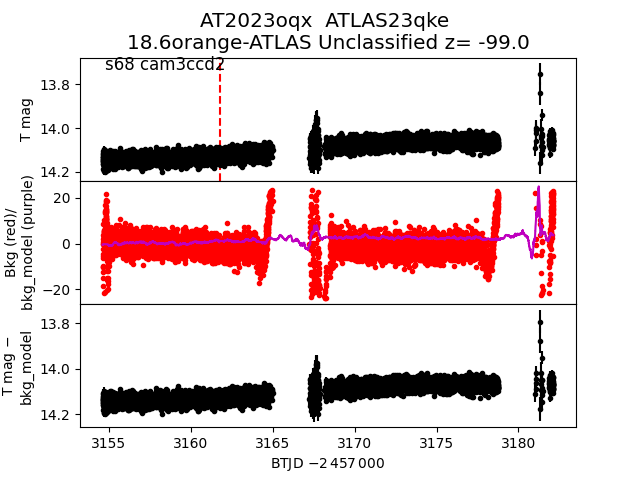 AT2023oqx  ATLAS23qke
18.6orange-ATLAS Unclassified z= -99.0
s68 cam3ccd2
T mag
13.8
14.0
14.2
Bkg (red)/
bkg_model (purple)
20
0
−20
T mag −
bkg_model
13.8
14.0
14.2
3155
3160
3165
3170
3175
3180
BTJD −2 457 000